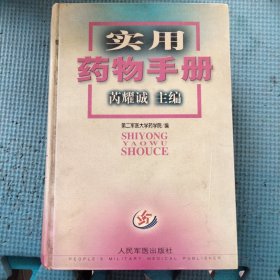 实用
药物手册
芮耀诚 主编
第二军医大学药学院/编
SHIYONG
YAOWU
SHOUCE
人民军医出版社
PEOPLE'S MILITARY MEDICAL PUBLISHER